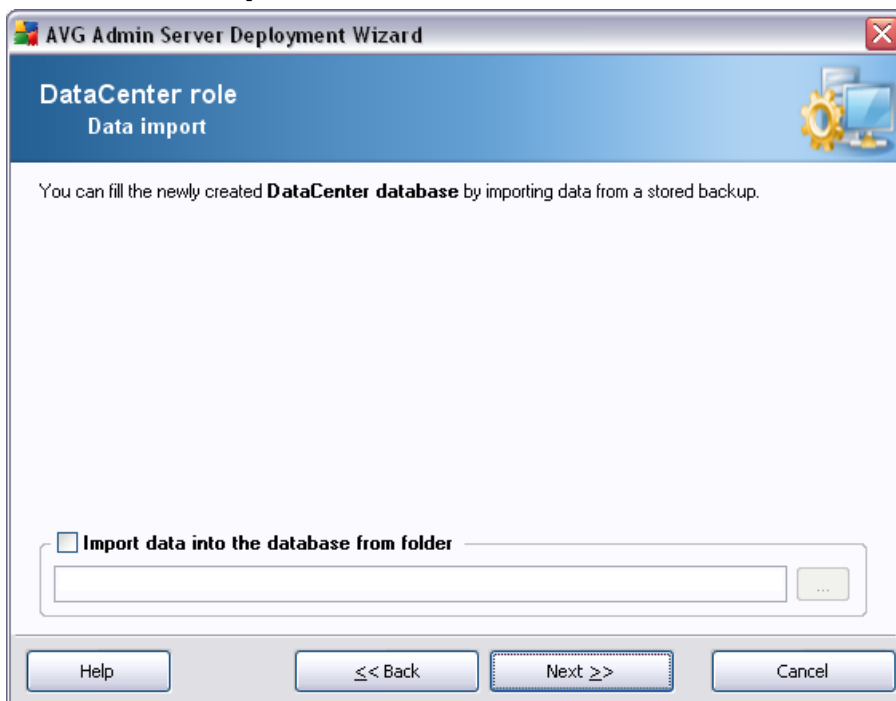 AVG Admin Server Deployment Wizard
DataCenter role
Data import
You can fill the newly created DataCenter database by importing data from a stored backup.
Import data into the database from folder
...
Help
<< Back
Next >>
Cancel